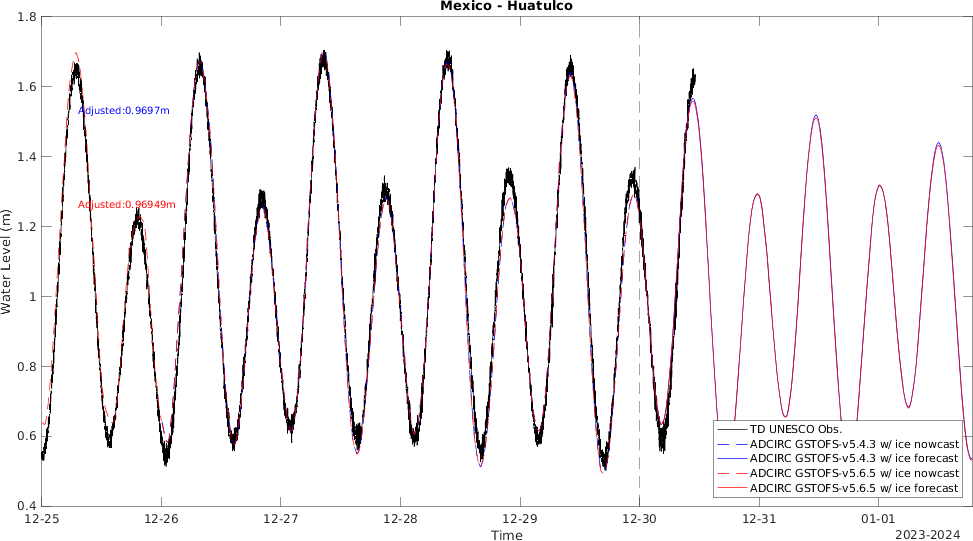 Mexico - Huatulco
1.8
1.6
1.4
1.2
1
0.8
0.6
0.4
Water Level (m)
Adjusted:0.9697m
Adjusted:0.96949m
TD UNESCO Obs.
ADCIRC GSTOFS-v5.4.3 w/ ice nowcast
ADCIRC GSTOFS-v5.4.3 w/ ice forecast
ADCIRC GSTOFS-v5.6.5 w/ ice nowcast
ADCIRC GSTOFS-v5.6.5 w/ ice forecast
12-25 12-26 12-27 12-28 12-29 12-30 12-31 01-01
Time
2023-2024